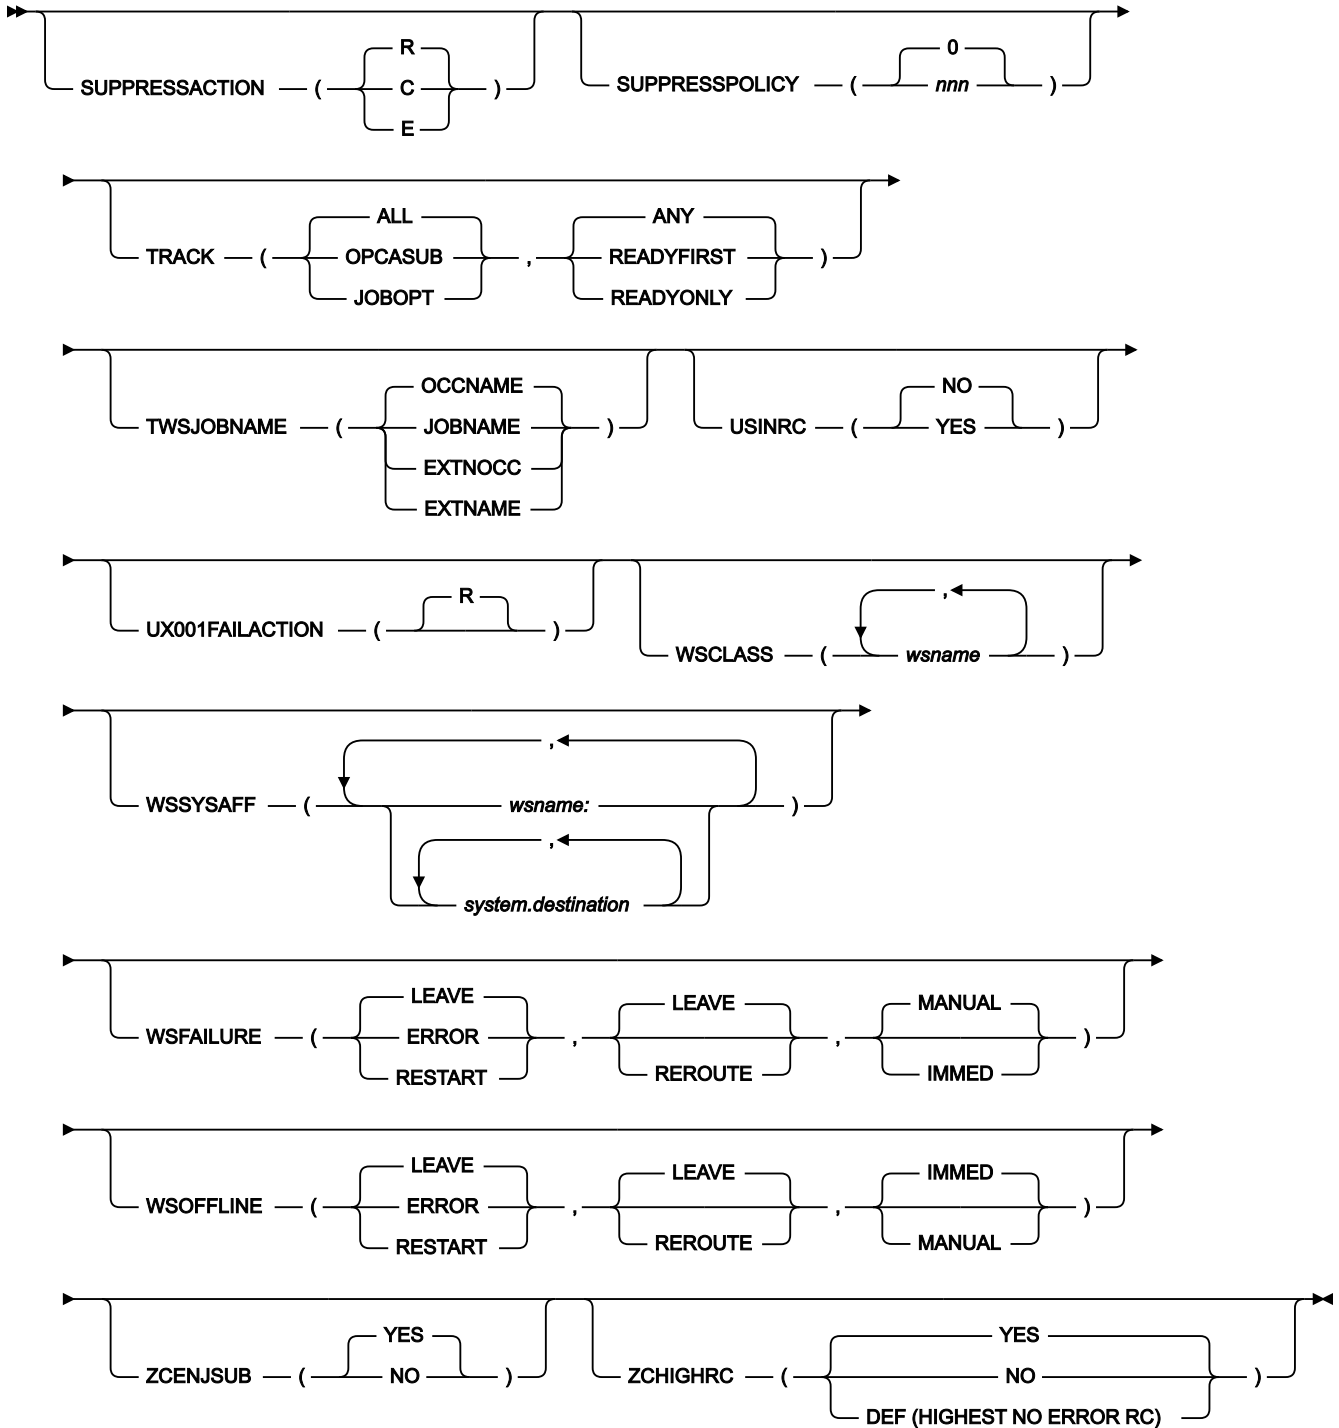 R
0
SUPPRESSACTION ( C ) SUPPRESSPOLICY ( nnn )
E
ALL ANY
TRACK ( OPCASUB , READYFIRST )
JOBOPT READYONLY
OCCNAME NO
TWSJOBNAME ( JOBNAME ) USINRC ( YES )
EXTNOCC
EXTNAME
R ,
UX001FAILACTION ( )
WSCLASS ( wsname )
,
WSSYSAFF ( wsname: )
,
system.destination
LEAVE LEAVE MANUAL
WSFAILURE ( ERROR , , )
RESTART REROUTE IMMED
LEAVE LEAVE IMMED
WSOFFLINE ( ERROR , , )
RESTART REROUTE MANUAL
YES YES
ZCENJSUB ( NO ) ZCHIGHRC ( NO )
DEF (HIGHEST NO ERROR RC)